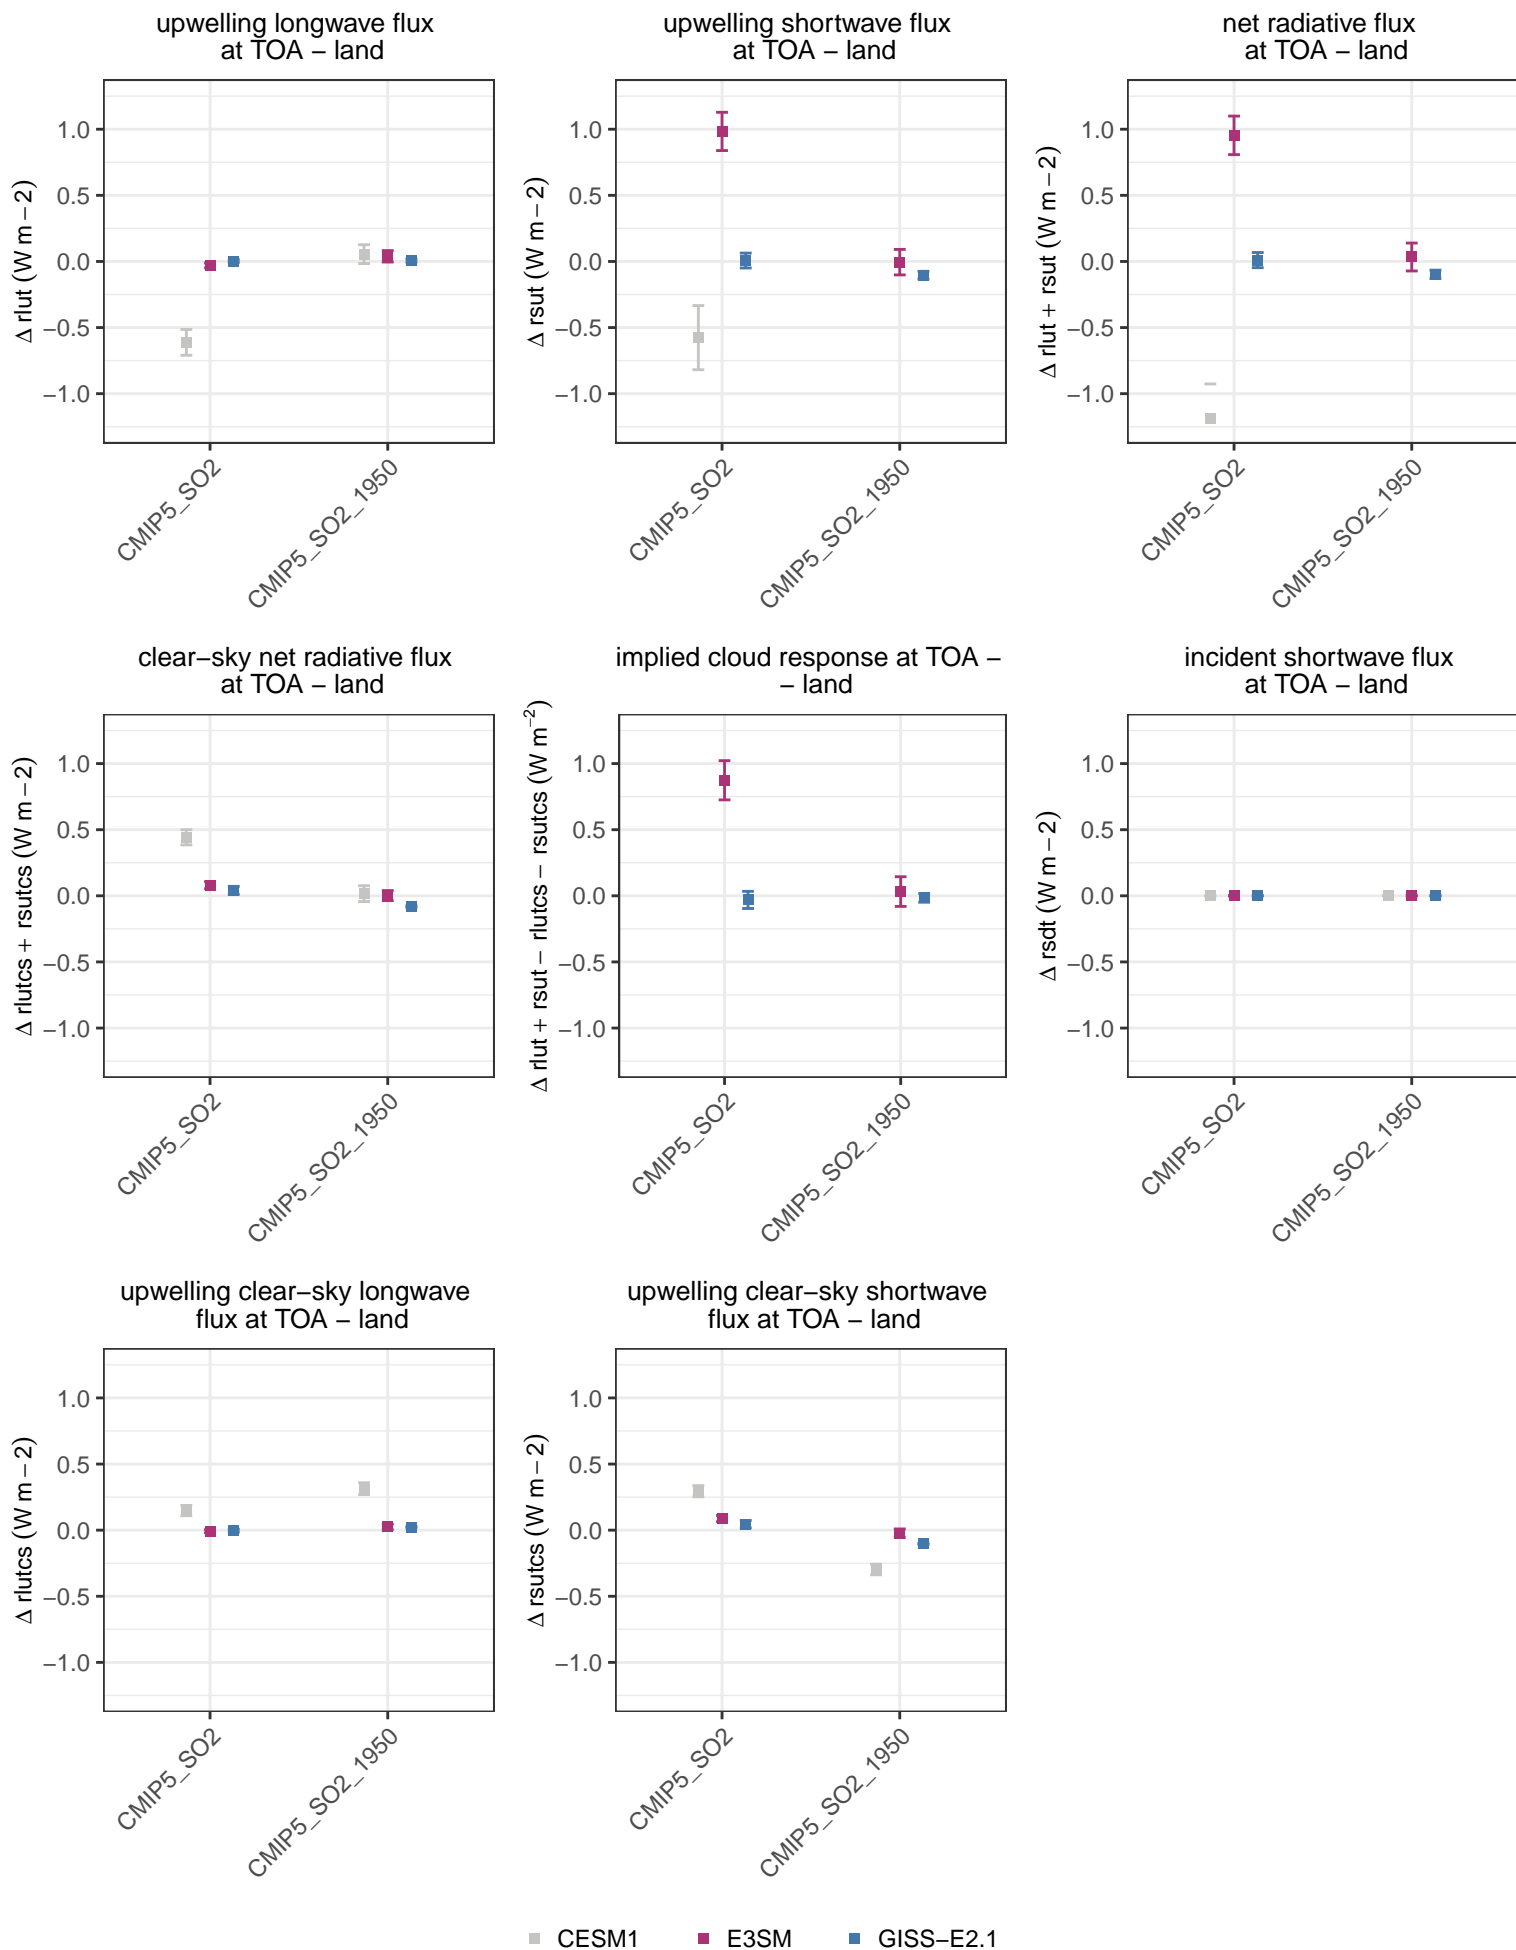 upwelling longwave flux
at TOA − land
Δ rlut (W m − 2)
1.0
0.5
0.0
−0.5
−1.0
CMIP5_SO2
CMIP5_SO2_1950
upwelling shortwave flux
at TOA − land
Δ rsut (W m − 2)
1.0
0.5
0.0
−0.5
−1.0
CMIP5_SO2
CMIP5_SO2_1950
net radiative flux
at TOA − land
Δ rlut + rsut (W m − 2)
1.0
0.5
0.0
−0.5
−1.0
CMIP5_SO2
CMIP5_SO2_1950
clear−sky net radiative flux
at TOA − land
Δ rlutcs + rsutcs (W m − 2)
1.0
0.5
0.0
−0.5
−1.0
CMIP5_SO2
CMIP5_SO2_1950
implied cloud response at TOA −
− land
Δ rlut + rsut − rlutcs − rsutcs (W m⁻²)
1.0
0.5
0.0
−0.5
−1.0
CMIP5_SO2
CMIP5_SO2_1950
incident shortwave flux
at TOA − land
Δ rsdt (W m − 2)
1.0
0.5
0.0
−0.5
−1.0
CMIP5_SO2
CMIP5_SO2_1950
upwelling clear−sky longwave
flux at TOA − land
Δ rlutcs (W m − 2)
1.0
0.5
0.0
−0.5
−1.0
CMIP5_SO2
CMIP5_SO2_1950
upwelling clear−sky shortwave
flux at TOA − land
Δ rsutcs (W m − 2)
1.0
0.5
0.0
−0.5
−1.0
CMIP5_SO2
CMIP5_SO2_1950
CESM1 E3SM GISS−E2.1